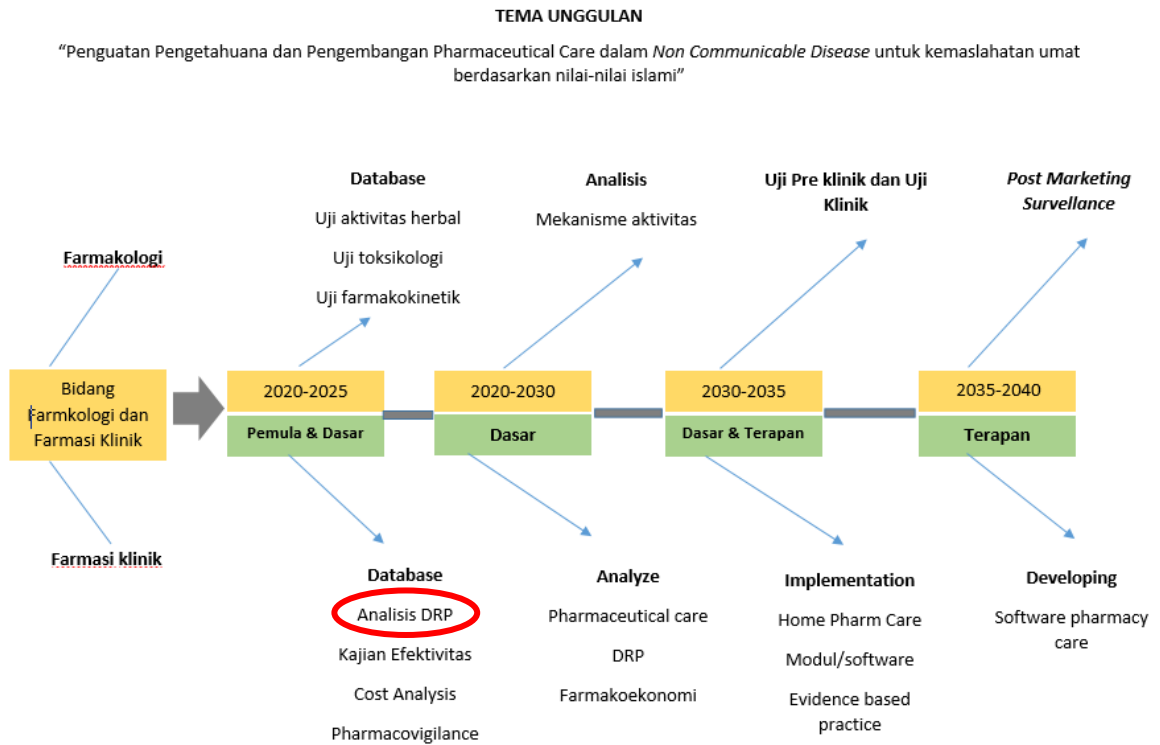 TEMA UNGGULAN
“Penguatan Pengetahuana dan Pengembangan Pharmaceutical Care dalam Non Communicable Disease untuk kemaslahatan umat
berdasarkan nilai-nilai islami”
Database
Uji aktivitas herbal
Uji toksikologi
Uji farmakokinetik
Analisis
Mekanisme aktivitas
Uji Pre klinik dan Uji
Klinik
Post Marketing
Survellance
Farmakologi
Bidang
Farmkologi dan
Farmasi Klinik
Farmasi klinik
2020-2025
Pemula & Dasar
2020-2030
Dasar
2030-2035
Dasar & Terapan
2035-2040
Terapan
Database
Analisis DRP
Kajian Efektivitas
Cost Analysis
Pharmacovigilance
Analyze
Pharmaceutical care
DRP
Farmakoekonomi
Implementation
Home Pharm Care
Modul/software
Evidence based
practice
Developing
Software pharmacy
care